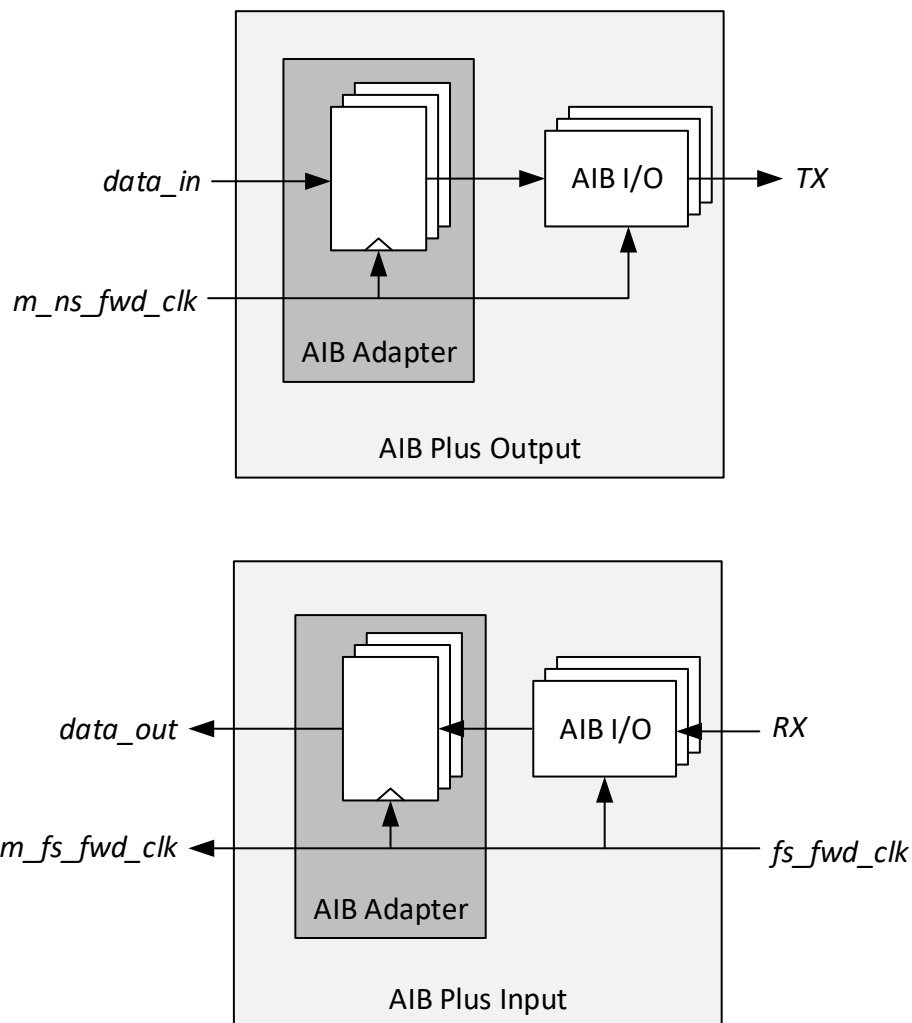 data_in
AIB I/O
TX
m_ns_fwd_clk
AIB Adapter
AIB Plus Output
data_out
AIB I/O
RX
m_fs_fwd_clk
fs_fwd_clk
AIB Adapter
AIB Plus Input